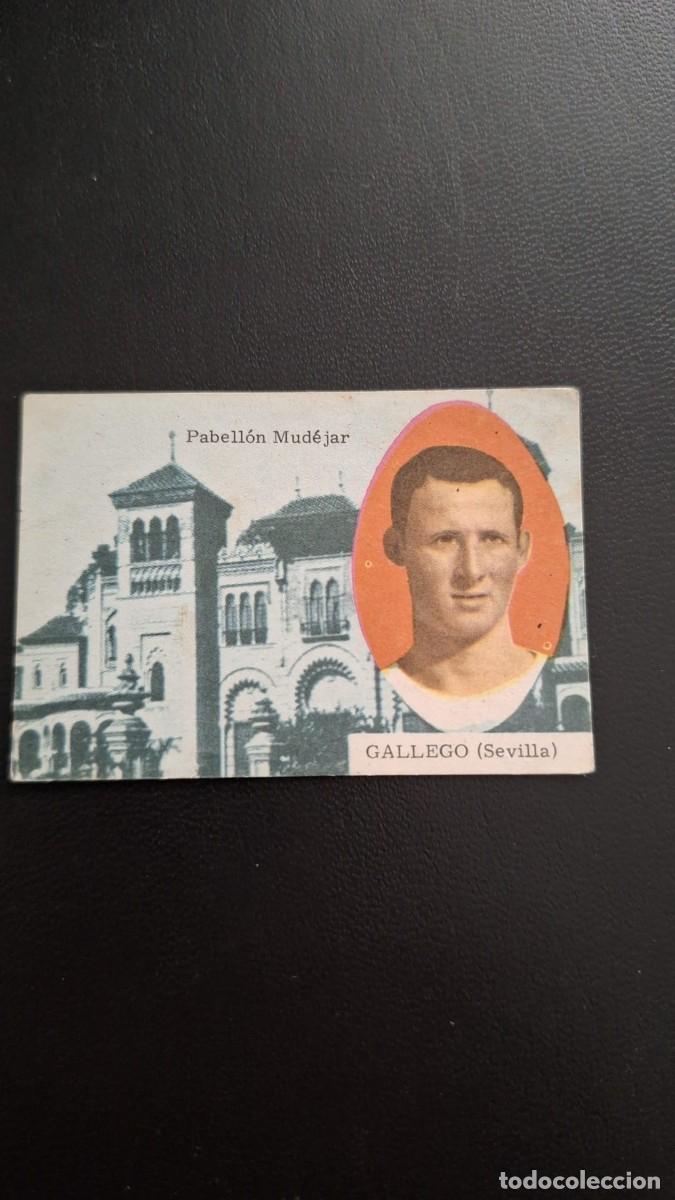 Pabellón Mudéjar
GALLEGO (Sevilla)
todocoleccion